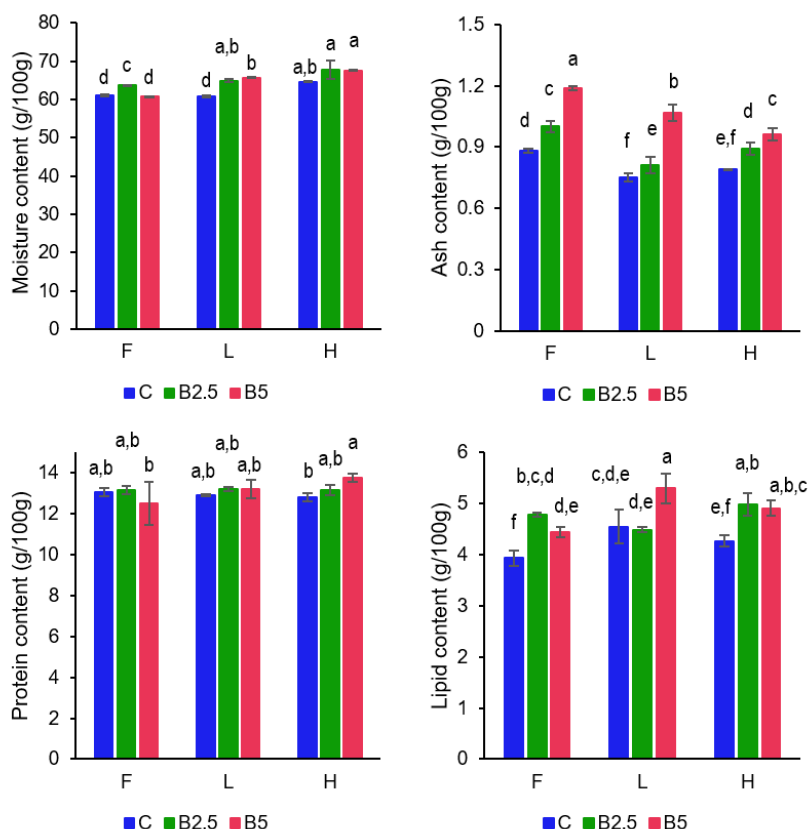 Moisture content (g/100g)
80
70
60
50
40
30
20
10
0
d c d
d a,b b
a,b a a
F L H
C B2.5 B5
Ash content (g/100g)
1.5
1.2
0.9
0.6
0.3
0
d c a
f e b
e,f d c
F L H
C B2.5 B5
Protein content (g/100g)
14
12
10
8
6
4
2
0
a,b a,b b
a,b a,b a,b
b a,b a
F L H
C B2.5 B5
Lipid content (g/100g)
6
5
4
3
2
1
0
f b,c,d d,e
c,d,e d,e a
e,f a,b a,b,c
F L H
C B2.5 B5